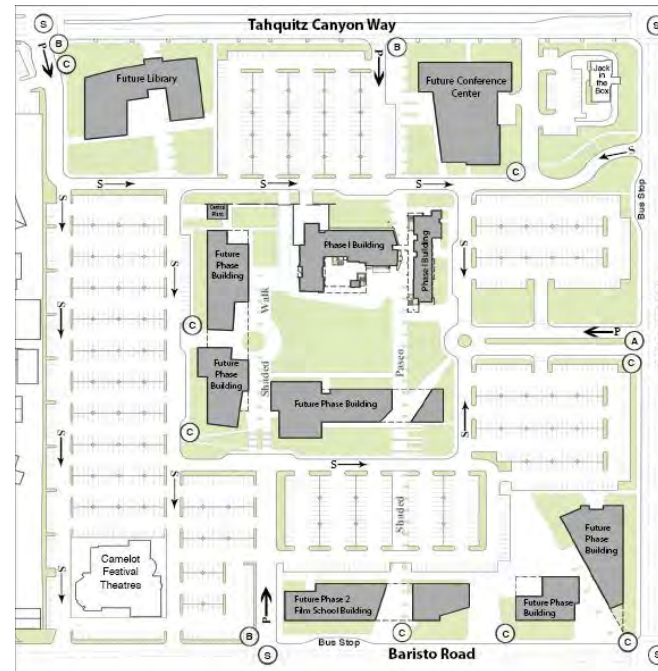 Tahquitz Canyon Way
S
S
B
B
P
P
C
Future Library
Future Conference
Center
Jack
in the
Box
C
S
S
S
S
Bus Stop
Central
Plant
S
S
S
Phase I Building
Phase I Building
Future
Phase
Building
Walk
S
C
P
A
C
Future
Phase
Building
Shaded
Paseo
Future Phase Building
S
C
S
S
S
S
Shaded
Future
Phase
Building
Camelot
Festival
Theatres
S
P
Future Phase 2
Film School Building
Future Phase
Building
C
B
C
C
S
Bus Stop
Baristo Road
S